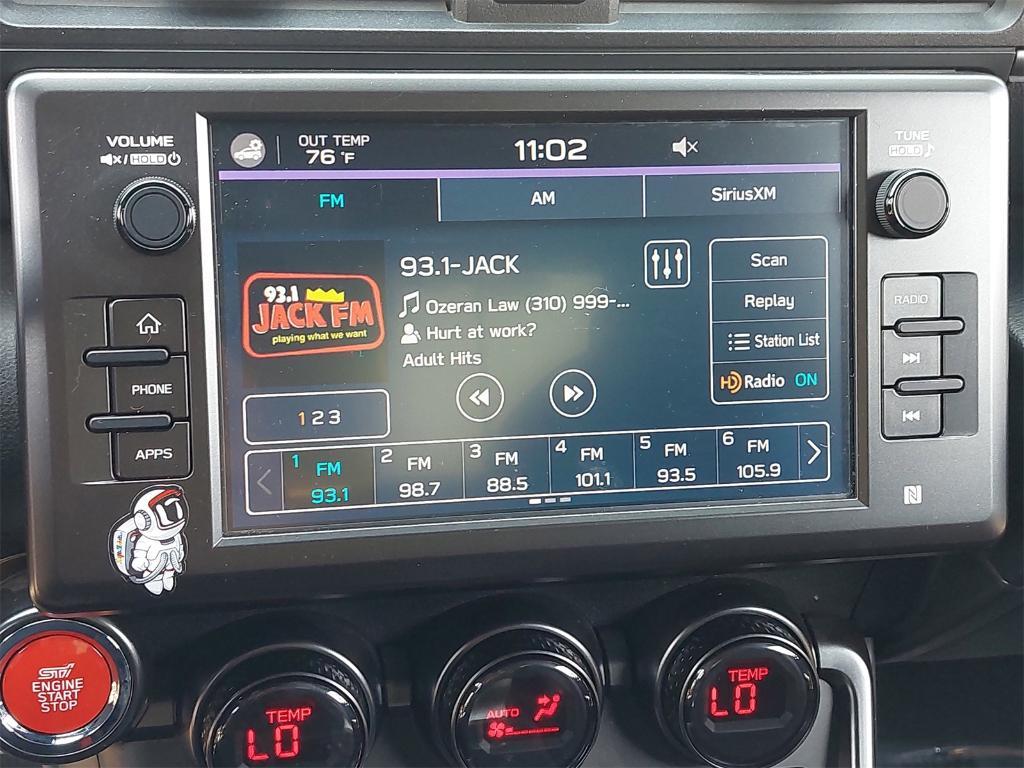 VOLUME
/HOLD
OUT TEMP
76 °F
11:02
TUNE
HOLD
FM
AM
SiriusXM
93.1
JACK FM
playing what we want
93.1-JACK
Ozeran Law (310) 999-...
Hurt at work?
Adult Hits
Scan
Replay
Station List
HD Radio ON
RADIO
PHONE
APPS
1 2 3
1 FM 93.1
2 FM 98.7
3 FM 88.5
4 FM 101.1
5 FM 93.5
6 FM 105.9
N
STI
ENGINE
START
STOP
TEMP
LO
AUTO
TEMP
LO